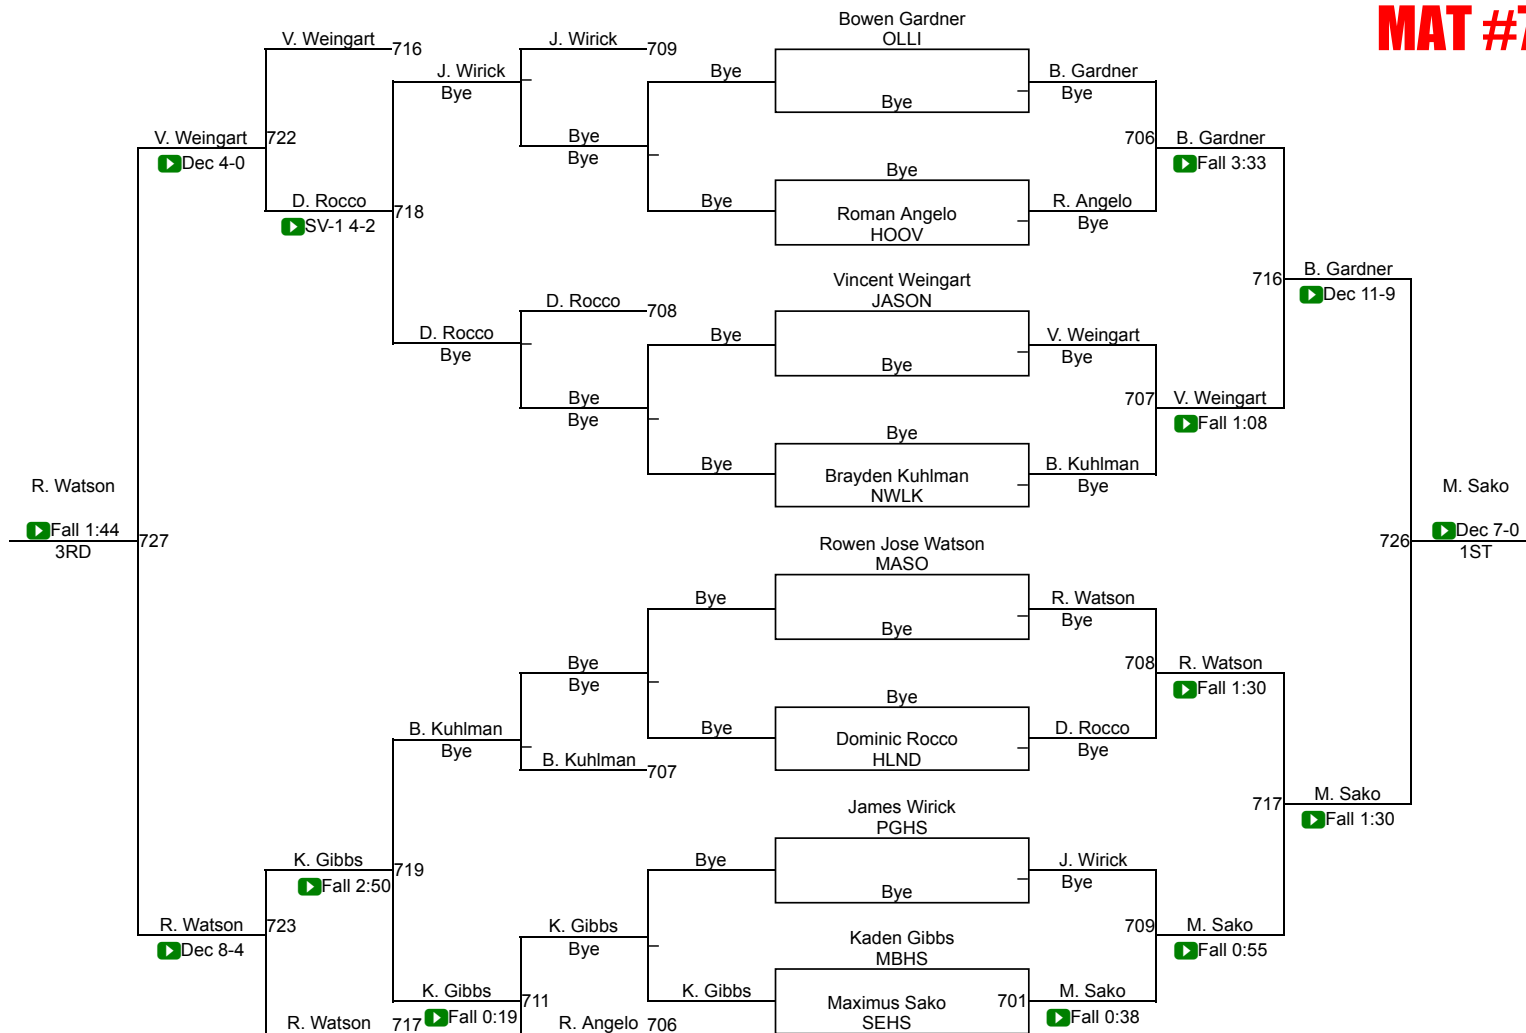 MAT #7
Bowen Gardner
OLLI
V. Weingart 716
J. Wirick 709
J. Wirick
Bye
Bye
Bye
B. Gardner
Bye
V. Weingart 722
Dec 4-0
Bye
Bye
706 B. Gardner
Fall 3:33
Bye
D. Rocco 718
SV-1 4-2
Bye
Roman Angelo
HOOV
R. Angelo
Bye
716 B. Gardner
Dec 11-9
Vincent Weingart
JASON
D. Rocco 708
D. Rocco
Bye
Bye
Bye
V. Weingart
Bye
Bye
Bye
707 V. Weingart
Fall 1:08
Bye
Bye
Brayden Kuhlman
NWLK
B. Kuhlman
Bye
R. Watson
Fall 1:44 727
3RD
M. Sako
726 Dec 7-0
1ST
Rowen Jose Watson
MASO
Bye
Bye
R. Watson
Bye
Bye
Bye
708 R. Watson
Fall 1:30
Bye
B. Kuhlman
Bye
Bye
Dominic Rocco
HLND
D. Rocco
Bye
B. Kuhlman 707
717 M. Sako
Fall 1:30
James Wirick
PGHS
K. Gibbs 719
Fall 2:50
Bye
Bye
J. Wirick
Bye
R. Watson 723
Dec 8-4
K. Gibbs
Bye
Kaden Gibbs
MBHS
709 M. Sako
Fall 0:55
K. Gibbs 711
Fall 0:19
K. Gibbs
Maximus Sako 701
SEHS
M. Sako
Fall 0:38
R. Watson 717
R. Angelo 706